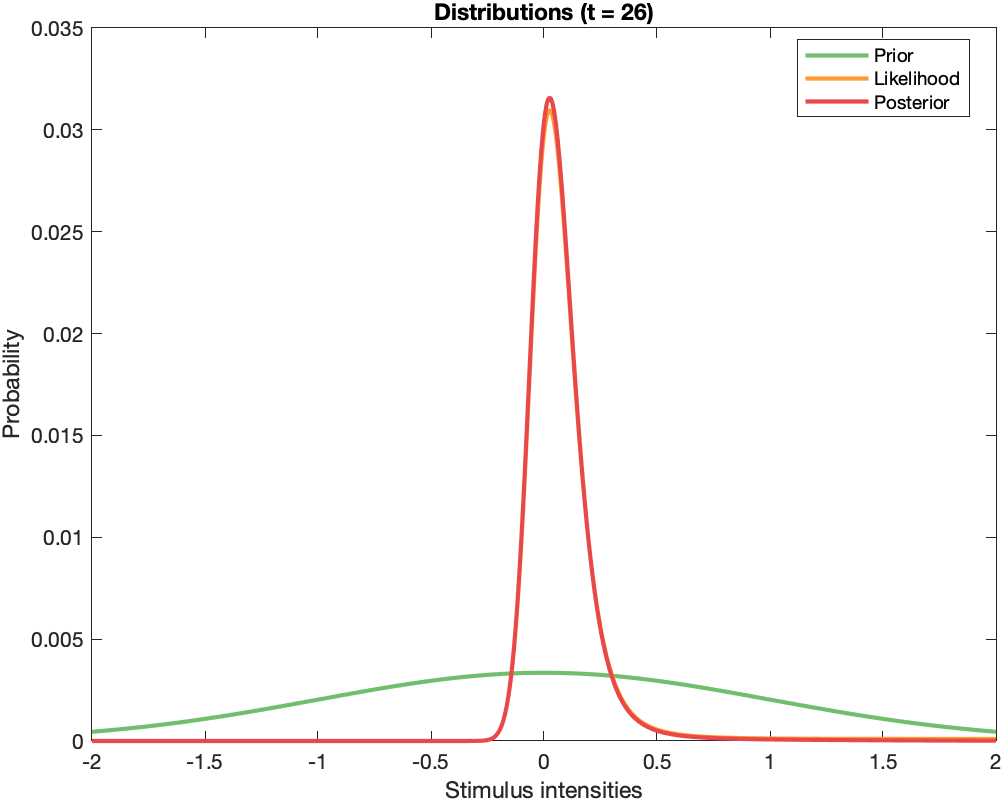 Distributions (t = 26)
0.035
0.03
0.025
0.02
0.015
0.01
0.005
0
Probability
Prior
Likelihood
Posterior
-2 -1.5 -1 -0.5 0 0.5 1 1.5 2
Stimulus intensities